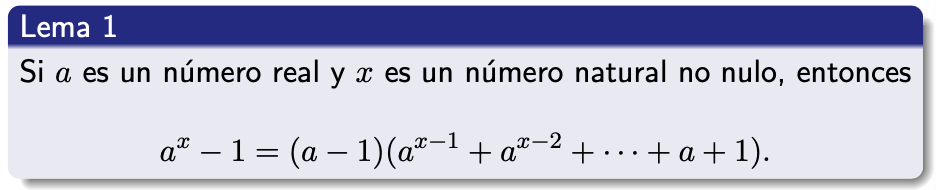 Lema 1
Si a es un número real y x es un número natural no nulo, entonces
a^x − 1 = (a − 1)(a^{x−1} + a^{x−2} + ⋯ + a + 1).